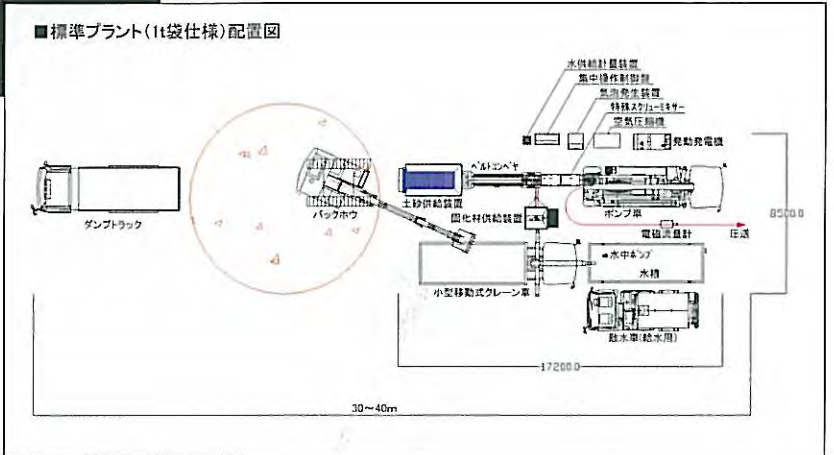 ■標準プラント(1t袋仕様)配置図
水供給計量装置
集中操作制御盤
気泡発生装置
特殊スクリューミキサー
空気圧縮機
発動発電機
ベルトコンベヤ
土砂供給装置
バックホウ
ダンプトラック
固化材供給装置
ポンプ車
電磁流量計
圧送
8500.0
水中ポンプ
水槽
小型移動式クレーン車
散水車(給水用)
17200.0
30～40m